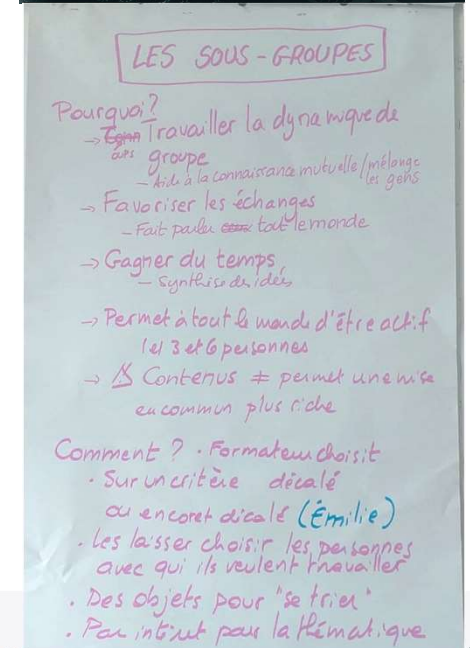 LES SOUS-GROUPES
Pourquoi?
→ Travailler la dynamique de
groupe
- Aide à la connaissance mutuelle/mélange
les gens
→ Favoriser les échanges
- Fait parler tout le monde
→ Gagner du temps
- Synthèse des idées
→ Permet à tout le monde d'être actif
3 et 6 personnes
→ ⚠ Contenus ≠ permet une mise
en commun plus riche
Comment ? • Formateur choisit
• Sur un critère décalé
ou encore (Émilie)
• Les laisser choisir les personnes
avec qui ils veulent travailler
• Des objets pour "se trier"
• Par intérêt pour la thématique